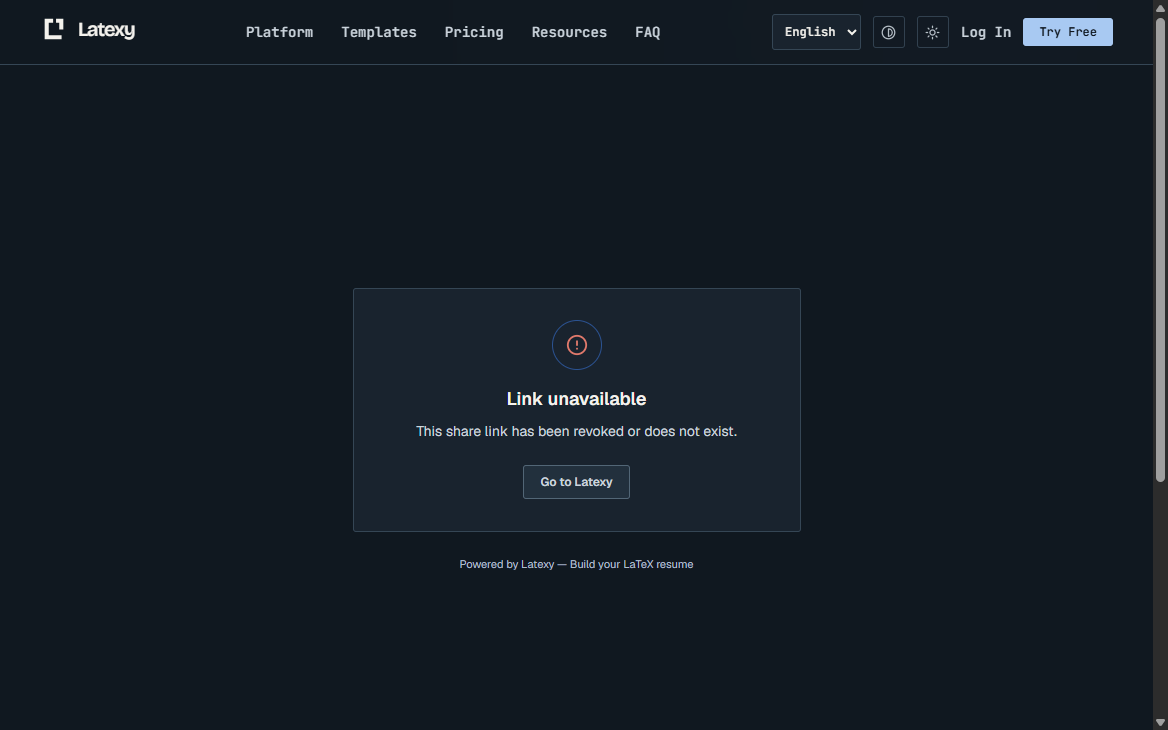 Latexy
Platform Templates Pricing Resources FAQ English Log In Try Free
Link unavailable
This share link has been revoked or does not exist.
Go to Latexy
Powered by Latexy — Build your LaTeX resume